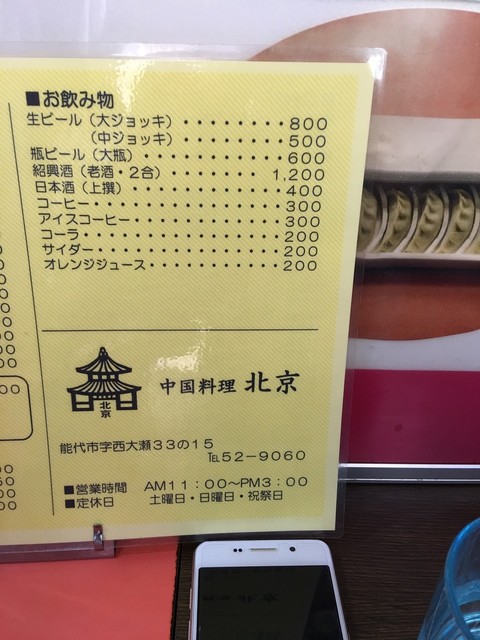 ■お飲み物
生ビール（大ジョッキ）・・・・・・・・800
（中ジョッキ）・・・・・・・・500
瓶ビール（大瓶）・・・・・・・・・・・600
紹興酒（老酒・2合）・・・・・・・・1,200
日本酒（上撰）・・・・・・・・・・・・400
コーヒー・・・・・・・・・・・・・・・300
アイスコーヒー・・・・・・・・・・・・300
コーラ・・・・・・・・・・・・・・・・200
サイダー・・・・・・・・・・・・・・・200
オレンジジュース・・・・・・・・・・・200
北京
中国料理 北京
能代市字西大瀬33の15
℡52-9060
■営業時間 AM11：00～PM3：00
■定休日 土曜日・日曜日・祝祭日